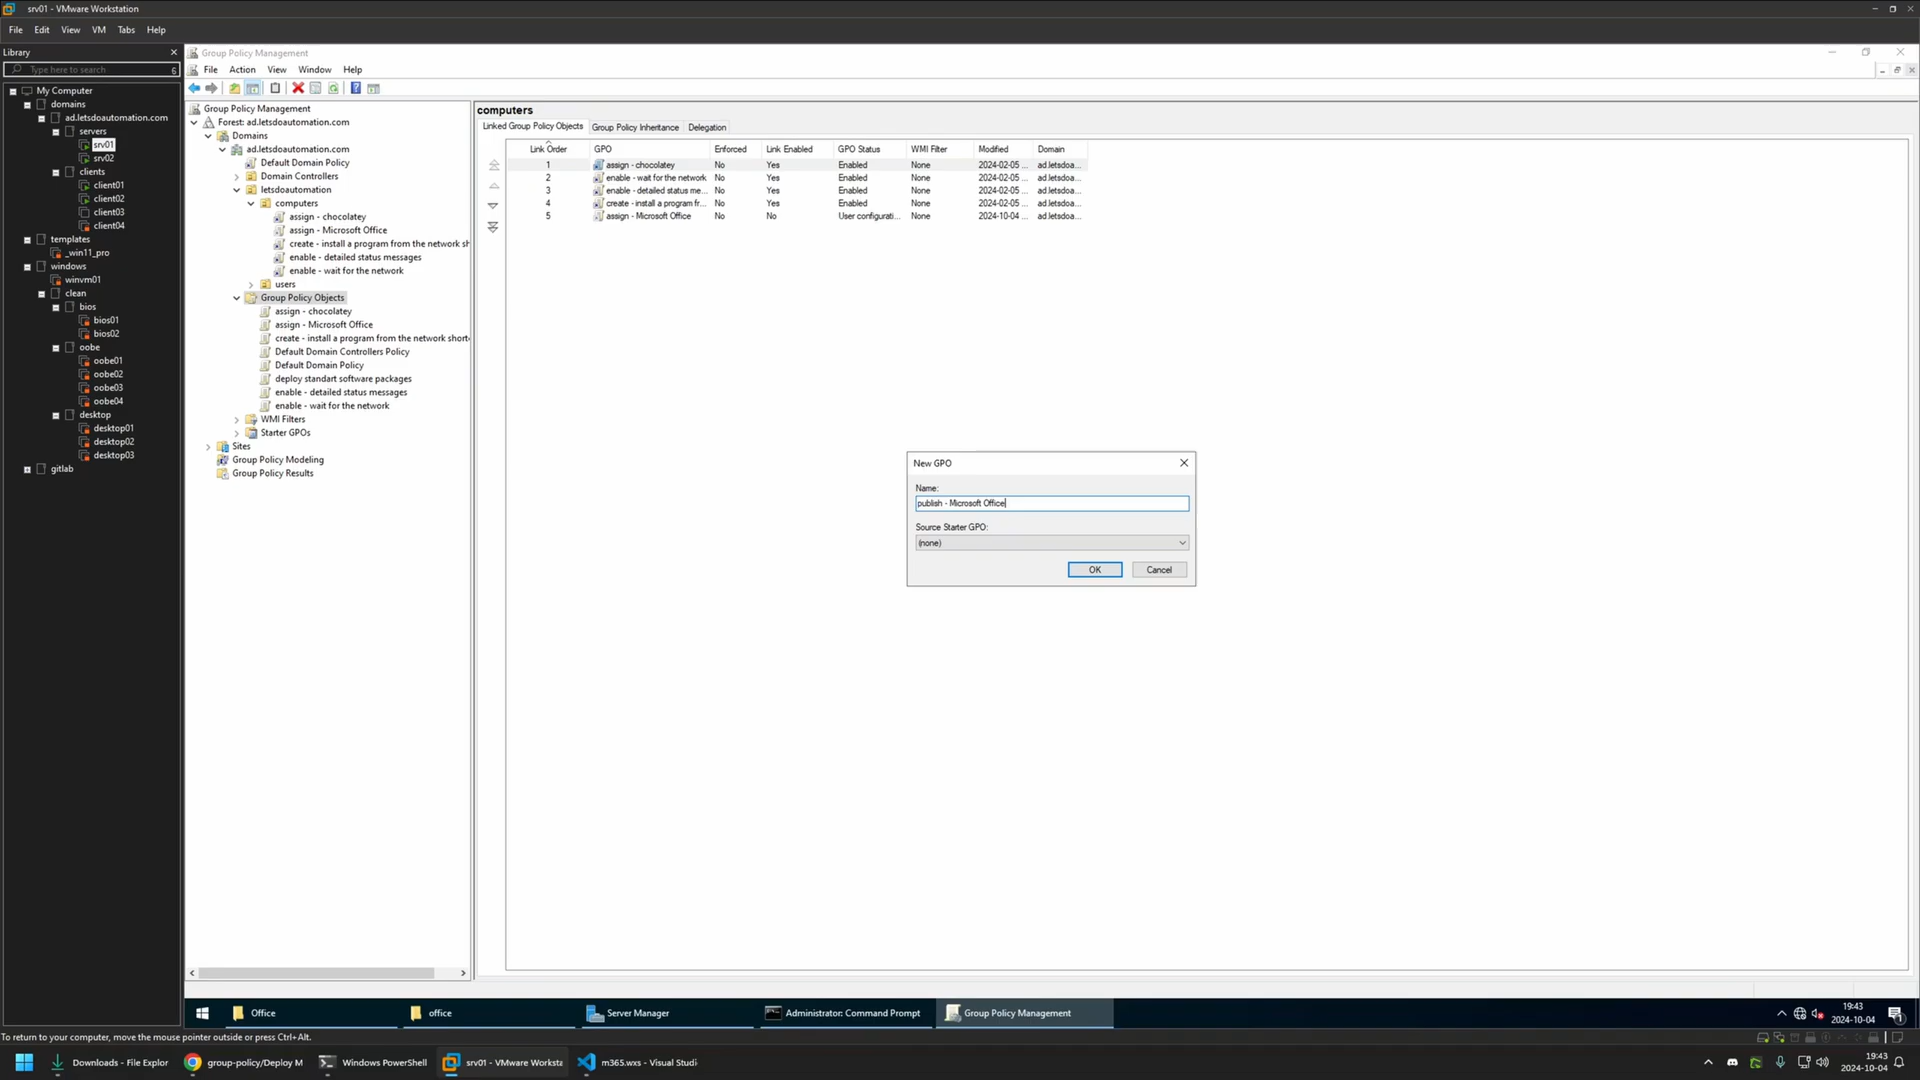 srv01 - VMware Workstation
File Edit View VM Tabs Help
Library
Type here to search
My Computer
domains
ad.letsdoautomation.com
servers
srv01
srv02
clients
client01
client02
client03
client04
templates
_win11_pro
windows
winvm01
clean
bios
bios01
bios02
oobe
oobe01
oobe02
oobe03
oobe04
desktop
desktop01
desktop02
desktop03
gitlab
Group Policy Management
File Action View Window Help
Group Policy Management
Forest: ad.letsdoautomation.com
Domains
ad.letsdoautomation.com
Default Domain Policy
Domain Controllers
letsdoautomation
computers
assign - chocolatey
assign - Microsoft Office
create - install a program from the network sh
enable - detailed status messages
enable - wait for the network
users
Group Policy Objects
assign - chocolatey
assign - Microsoft Office
create - install a program from the network short
Default Domain Controllers Policy
Default Domain Policy
deploy standart software packages
enable - detailed status messages
enable - wait for the network
WMI Filters
Starter GPOs
Sites
Group Policy Modeling
Group Policy Results
computers
Linked Group Policy Objects Group Policy Inheritance Delegation
Link Order GPO Enforced Link Enabled GPO Status WMI Filter Modified Domain
1 assign - chocolatey No Yes Enabled None 2024-02-05 ... ad.letsdoa...
2 enable - wait for the network No Yes Enabled None 2024-02-05 ... ad.letsdoa...
3 enable - detailed status me... No Yes Enabled None 2024-02-05 ... ad.letsdoa...
4 create - install a program fr... No Yes Enabled None 2024-02-05 ... ad.letsdoa...
5 assign - Microsoft Office No No User configurati... None 2024-10-04 ... ad.letsdoa...
New GPO
Name:
publish - Microsoft Office
Source Starter GPO:
(none)
OK Cancel
Office office Server Manager Administrator: Command Prompt Group Policy Management
19:43
2024-10-04
To return to your computer, move the mouse pointer outside or press Ctrl+Alt.
Downloads - File Explor group-policy/Deploy M Windows PowerShell srv01 - VMware Worksta m365.wxs - Visual Studi
19:43
2024-10-04